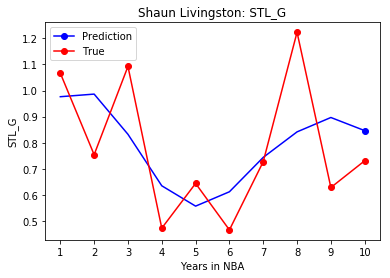 Shaun Livingston: STL_G
Prediction
True
1.2
1.1
1.0
0.9
0.8
0.7
0.6
0.5
STL_G
1 2 3 4 5 6 7 8 9 10
Years in NBA